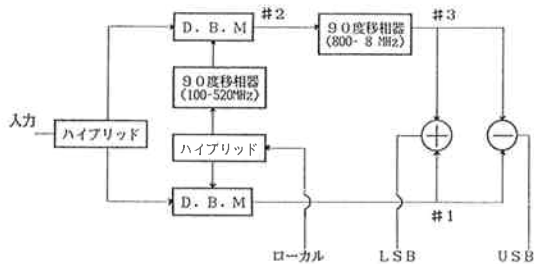 D. B. M
#2
90度移相器
(800- 8 MHz)
#3
90度移相器
(100-520MHz)
入力
ハイブリッド
ハイブリッド
D. B. M
#1
ローカル
LSB
USB